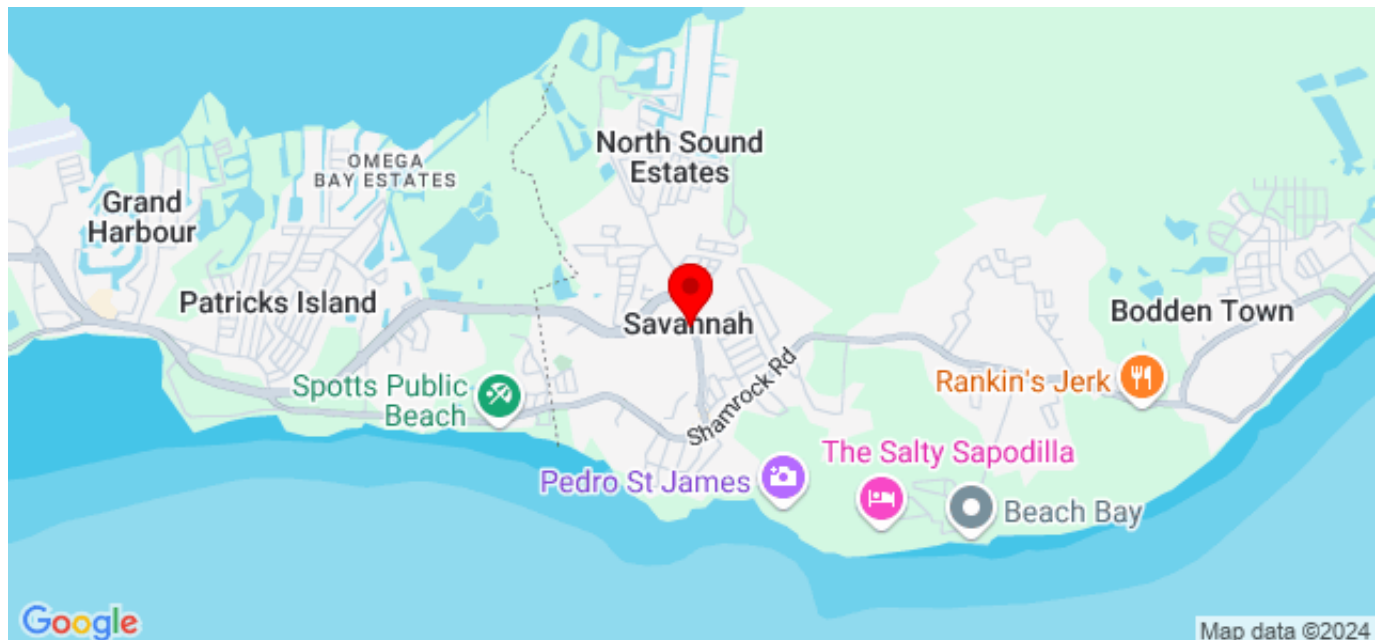 North Sound
Estates
OMEGA
BAY ESTATES
Grand
Harbour
Patricks Island
Savannah
Bodden Town
Spotts Public
Beach
Shamrock Rd
Rankin's Jerk
The Salty Sapodilla
Pedro St James
Beach Bay
Google
Map data ©2024